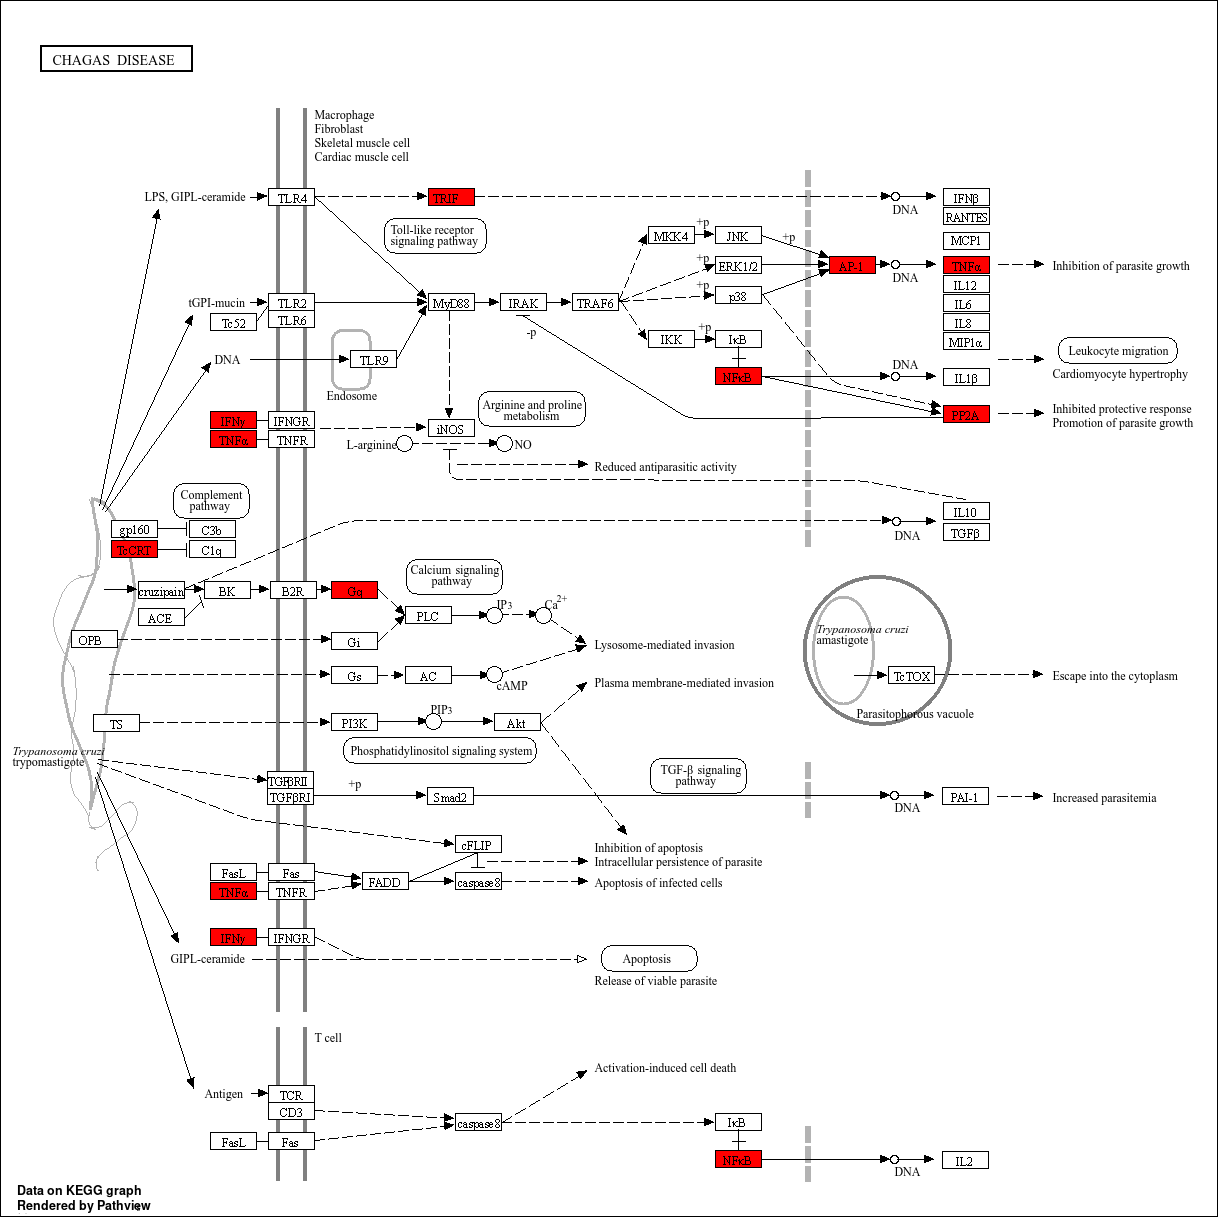 CHAGAS DISEASE
Macrophage
Fibroblast
Skeletal muscle cell
Cardiac muscle cell
LPS, GIPL-ceramide
TLR4
TRIF
DNA
IFNβ
RANTES
Toll-like receptor
signaling pathway
MKK4
+p
JNK
+p
MCP1
+p
ERK1/2
AP-1
DNA
TNFα
Inhibition of parasite growth
+p
p38
IL12
tGPI-mucin
TLR2
MyD88
IRAK
TRAF6
IL6
Tc52
TLR6
IL8
-p
IKK
+p
IκB
MIP1α
DNA
TLR9
Endosome
Leukocyte migration
Cardiomyocyte hypertrophy
NFκB
DNA
IL1β
PP2A
Inhibited protective response
Promotion of parasite growth
IFNγ
IFNGR
TNFα
TNFR
iNOS
Arginine and proline
metabolism
L-arginine
NO
Reduced antiparasitic activity
Complement
pathway
gp160
C3b
TcCRT
C1q
DNA
IL10
TGFβ
cruzipain
BK
B2R
Gq
ACE
Calcium signaling
pathway
PLC
IP3
Ca2+
OPB
Gi
Lysosome-mediated invasion
Gs
AC
cAMP
Plasma membrane-mediated invasion
Trypanosoma cruzi
amastigote
TcTOX
Escape into the cytoplasm
Parasitophorous vacuole
TS
PI3K
PIP3
Akt
Phosphatidylinositol signaling system
Trypanosoma cruzi
trypomastigote
TGFβRII
TGFβRI
+p
Smad2
TGF-β signaling
pathway
DNA
PAI-1
Increased parasitemia
cFLIP
Inhibition of apoptosis
Intracellular persistence of parasite
FasL
Fas
FADD
caspase8
Apoptosis of infected cells
TNFα
TNFR
IFNγ
IFNGR
GIPL-ceramide
Apoptosis
Release of viable parasite
T cell
Antigen
TCR
CD3
Activation-induced cell death
caspase8
IκB
FasL
Fas
NFκB
DNA
IL2
Data on KEGG graph
Rendered by Pathview